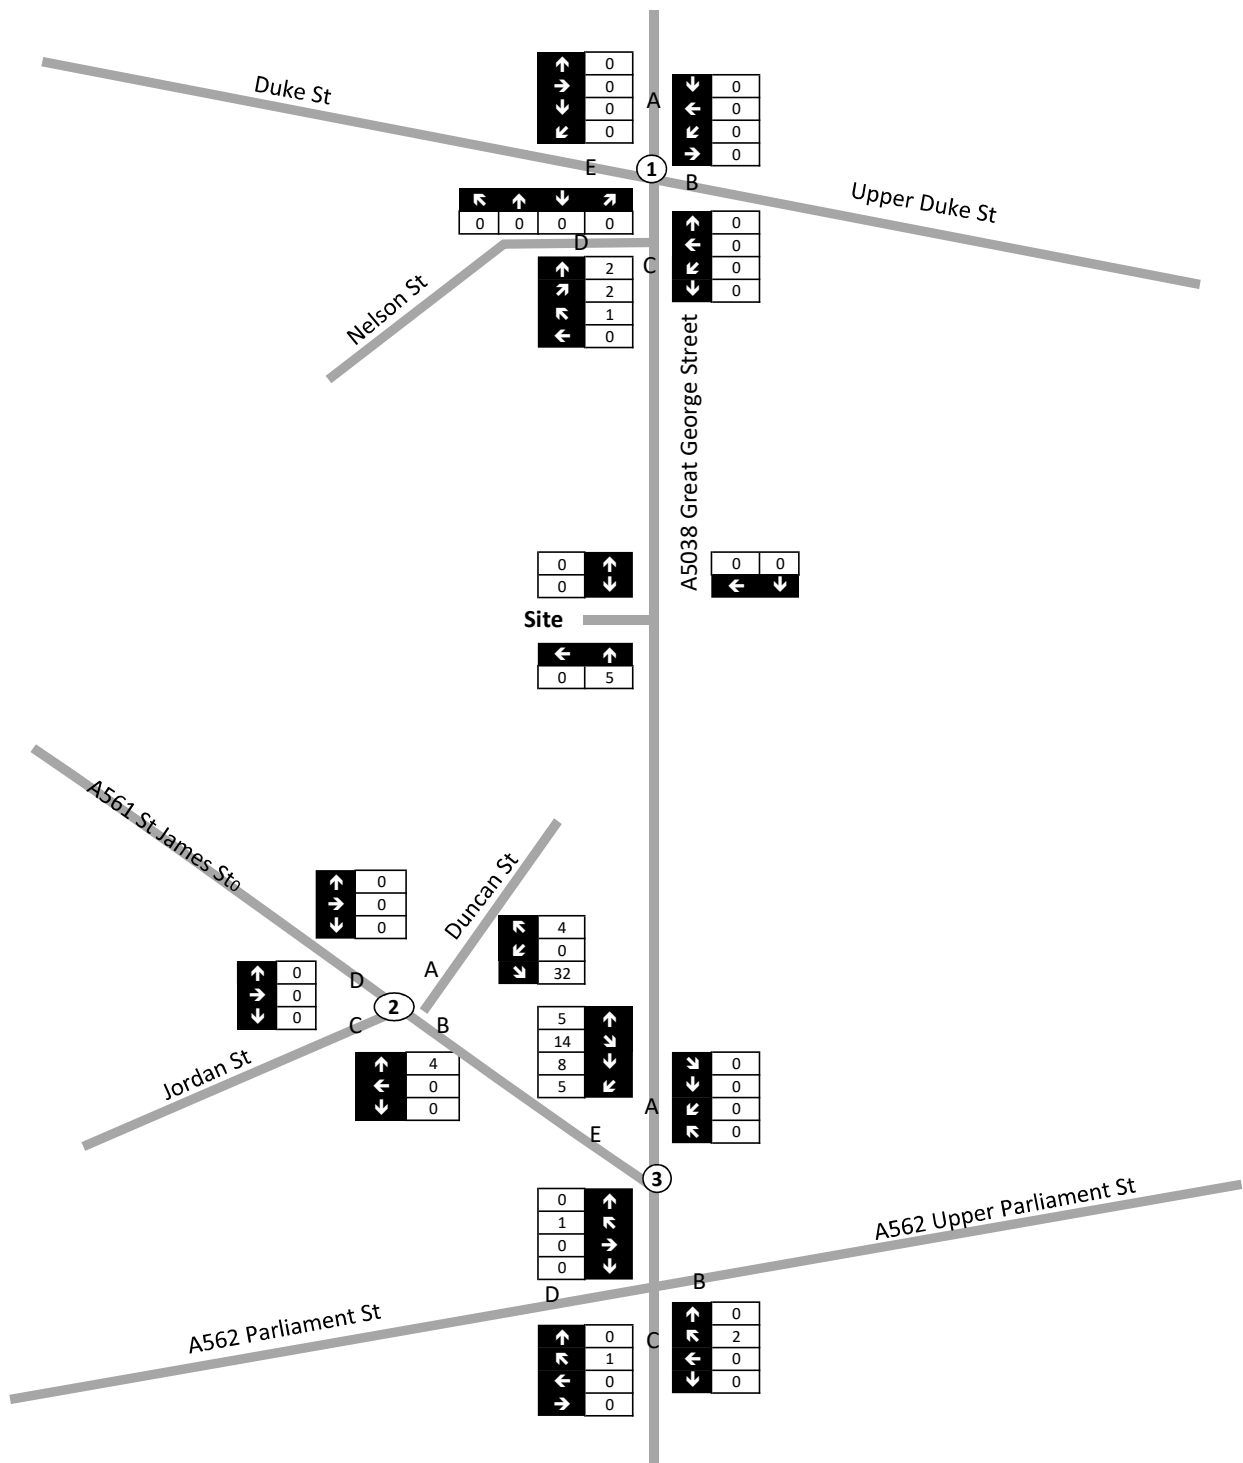 ↑ 0
→ 0
↓ 0
↙ 0
A
↓ 0
← 0
↙ 0
→ 0
Duke St
E
1
B
Upper Duke St
↖ ↑ ↓ ↗
0 0 0 0
D
↑ 0
← 0
↙ 0
↓ 0
C
↑ 2
↗ 2
↖ 1
← 0
Nelson St
A5038 Great George Street
0 ↑
0 ↓
0 0
← ↓
Site
← ↑
0 5
A561 St James St
0
↑ 0
→ 0
↓ 0
Duncan St
↖ 4
↙ 0
↘ 32
A
D
↑ 0
→ 0
↓ 0
2
C
B
Jordan St
↑ 4
← 0
↓ 0
5 ↑
14 ↘
8 ↓
5 ↙
A
↘ 0
↓ 0
↙ 0
↖ 0
E
3
0 ↑
1 ↖
0 →
0 ↓
A562 Upper Parliament St
B
D
A562 Parliament St
↑ 0
↖ 1
← 0
→ 0
C
↑ 0
↖ 2
← 0
↓ 0